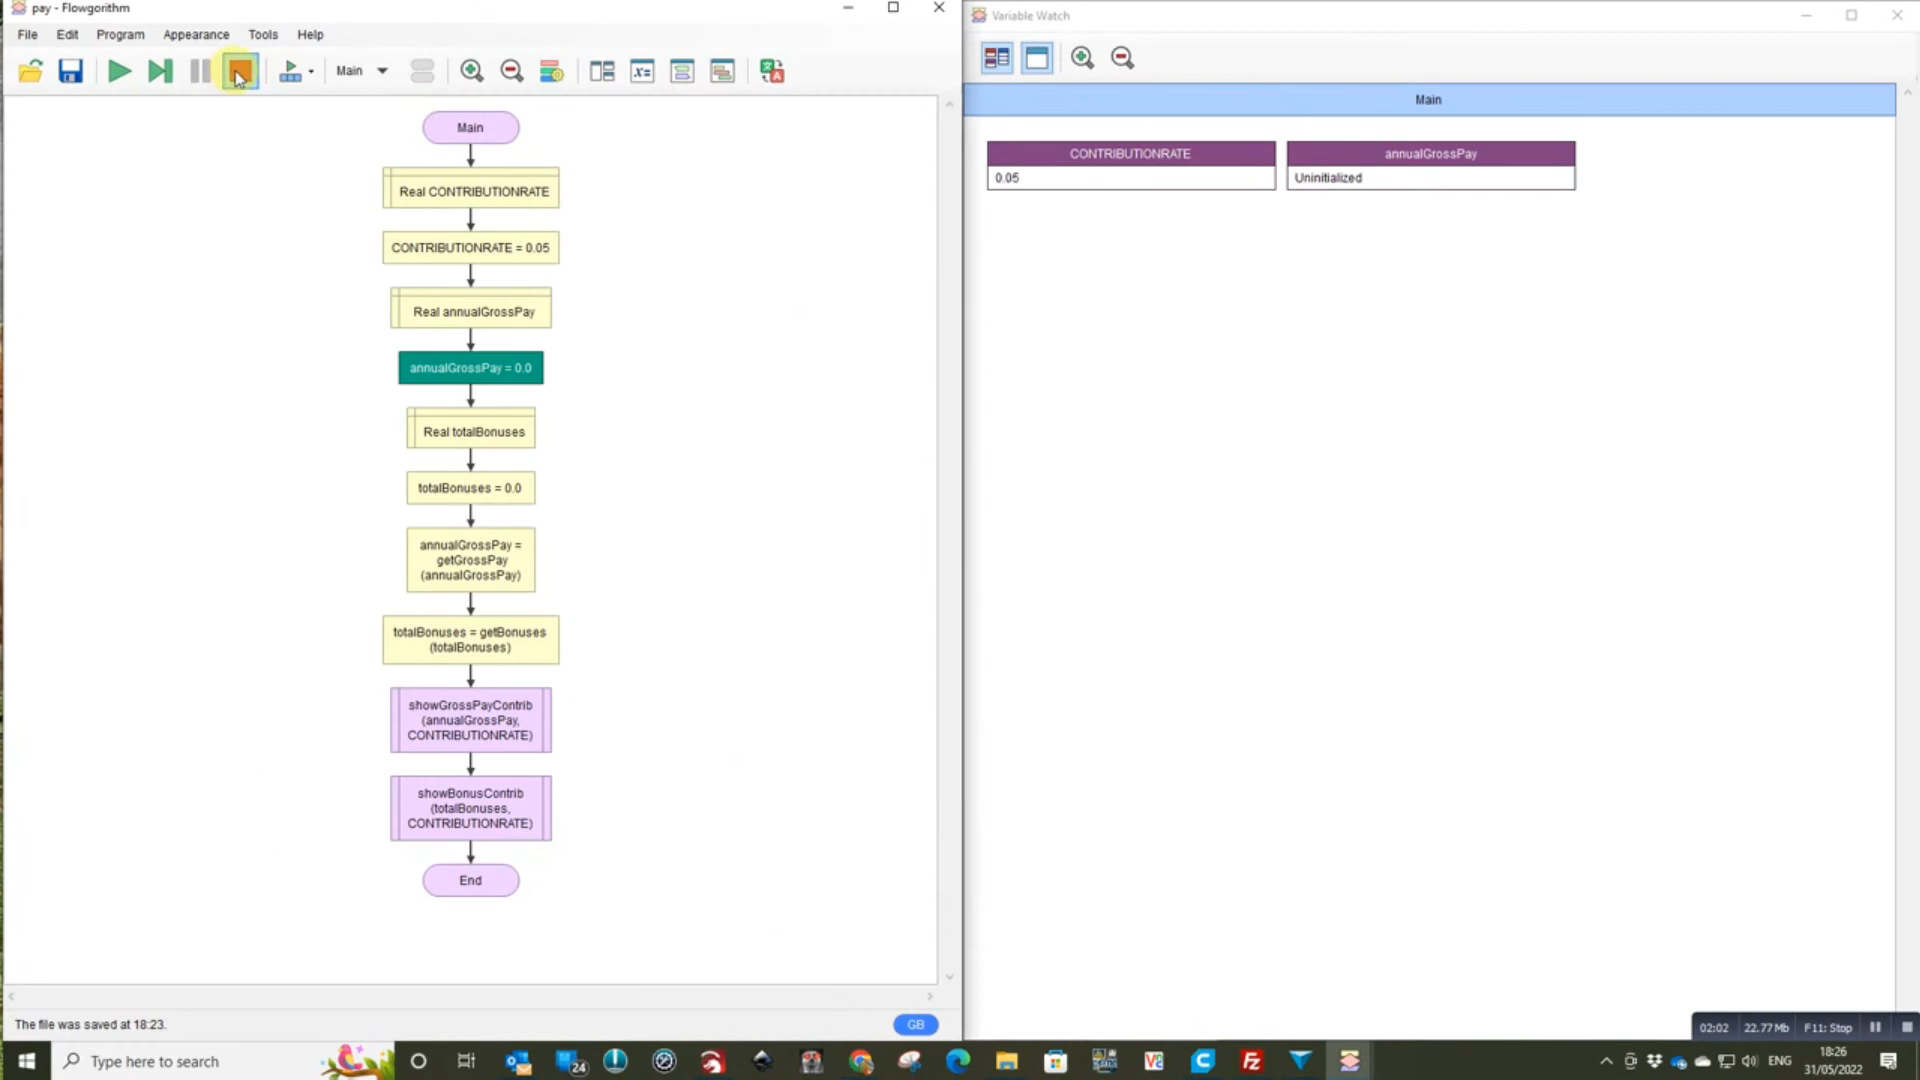 pay - Flowgorithm
File Edit Program Appearance Tools Help
Main
Main
Real CONTRIBUTIONRATE
CONTRIBUTIONRATE = 0.05
Real annualGrossPay
annualGrossPay = 0.0
Real totalBonuses
totalBonuses = 0.0
annualGrossPay =
getGrossPay
(annualGrossPay)
totalBonuses = getBonuses
(totalBonuses)
showGrossPayContrib
(annualGrossPay,
CONTRIBUTIONRATE)
showBonusContrib
(totalBonuses,
CONTRIBUTIONRATE)
End
The file was saved at 18:23.
GB
Variable Watch
Main
CONTRIBUTIONRATE annualGrossPay
0.05 Uninitialized
02:02 22.77Mb F11: Stop
Type here to search
24
ENG
18:26
31/05/2022